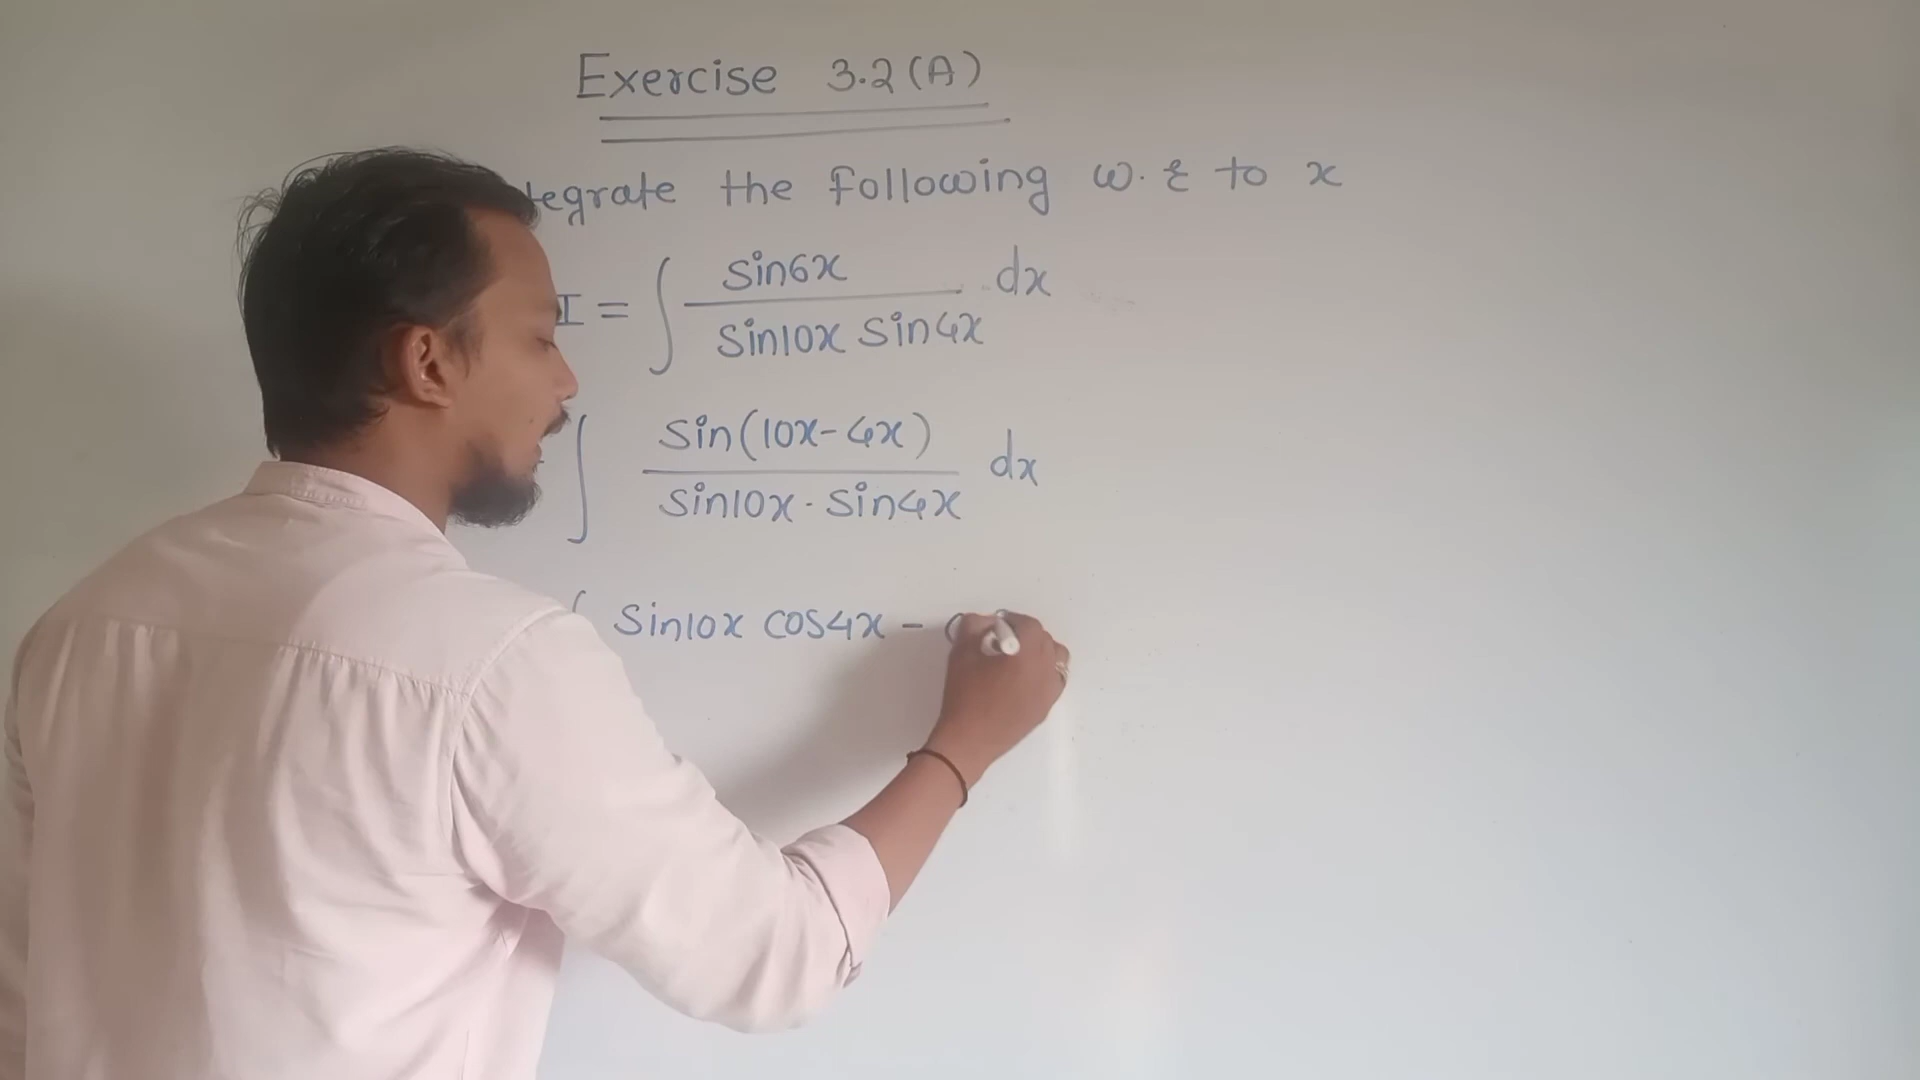 Exercise 3.2(A)
tegrate the Following w.r to x
I = ∫ sin6x / sin10x sin4x dx
∫ sin(10x-4x) / sin10x · sin4x dx
∫ sin10x cos4x - c